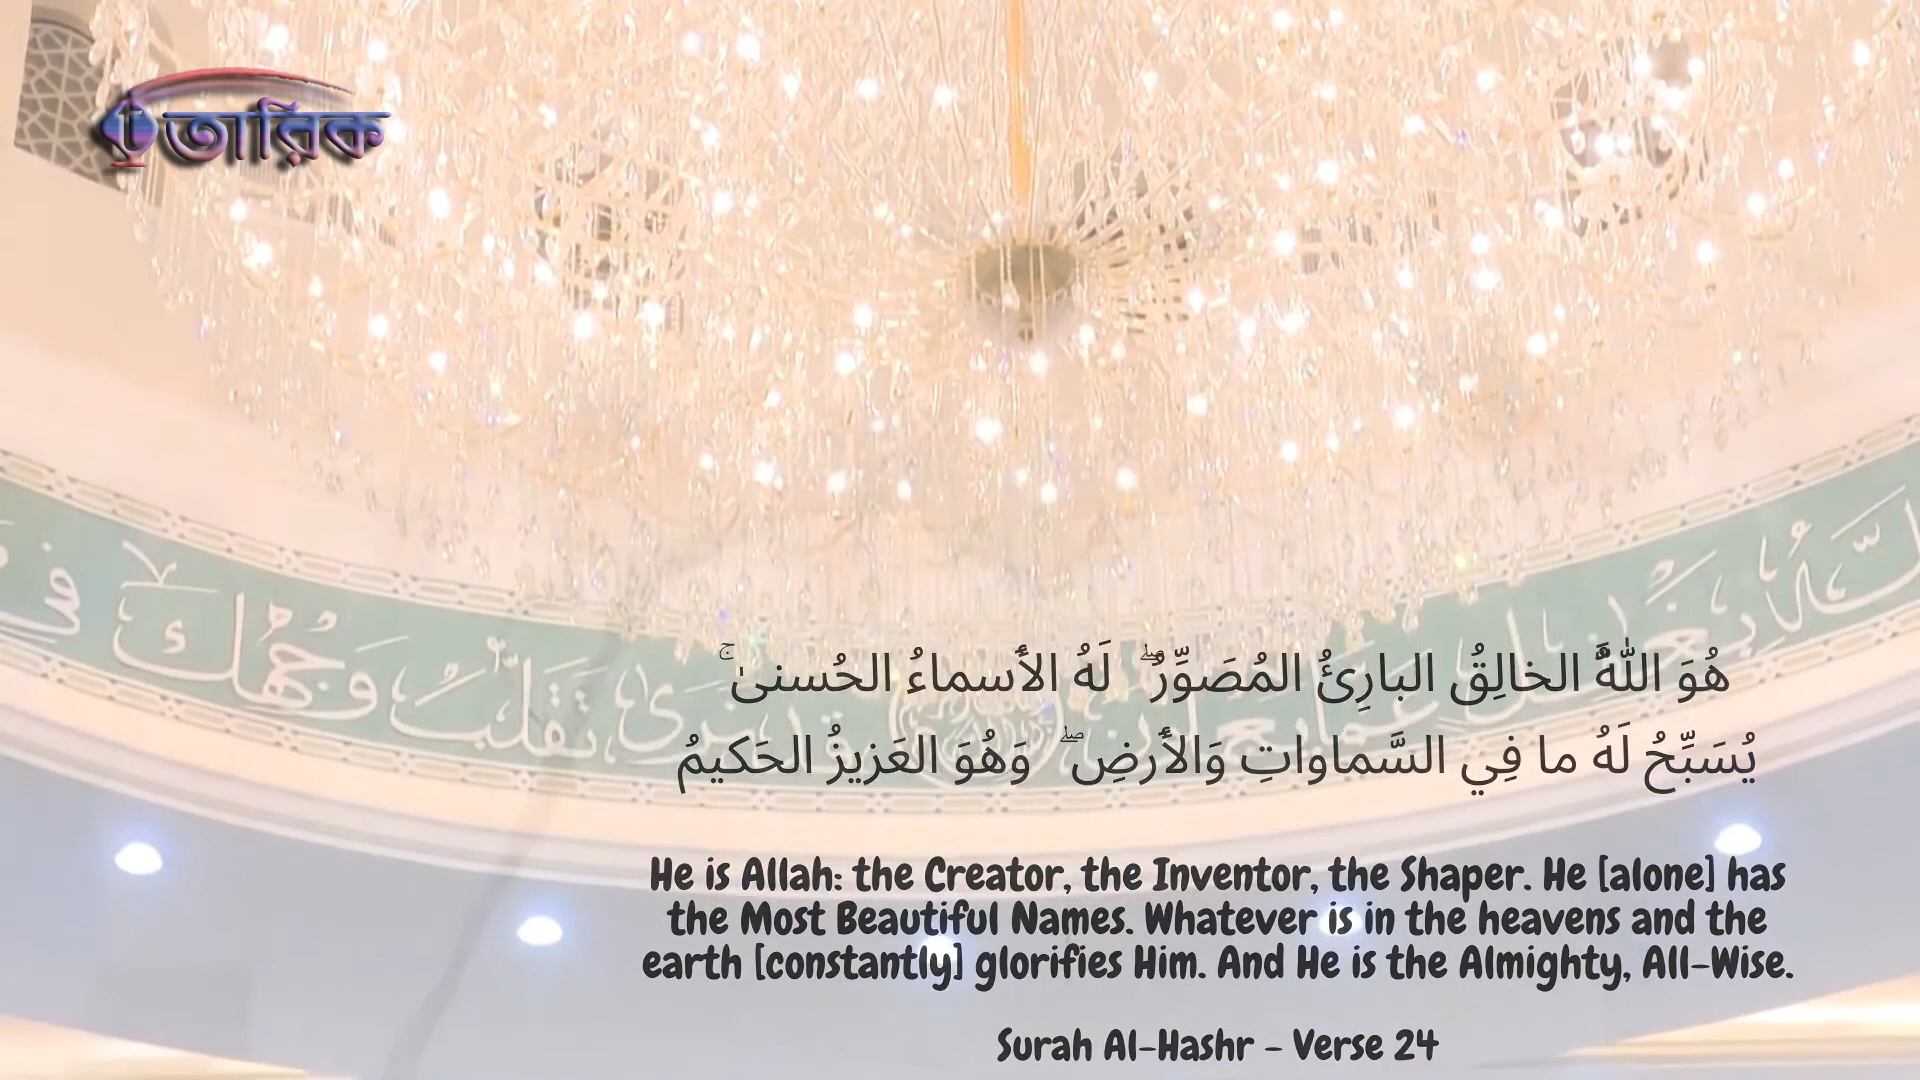 তারিক
قَد نَرىٰ تَقَلُّبَ وَجْهِكَ فِي
هُوَ اللَّهُ الخالِقُ البارِئُ المُصَوِّرُ ۖ لَهُ الأَسماءُ الحُسنىٰ ۚ
يُسَبِّحُ لَهُ ما فِي السَّماواتِ وَالأَرضِ ۖ وَهُوَ العَزيزُ الحَكيمُ
He is Allah: the Creator, the Inventor, the Shaper. He [alone] has
the Most Beautiful Names. Whatever is in the heavens and the
earth [constantly] glorifies Him. And He is the Almighty, All-Wise.
Surah Al-Hashr - Verse 24